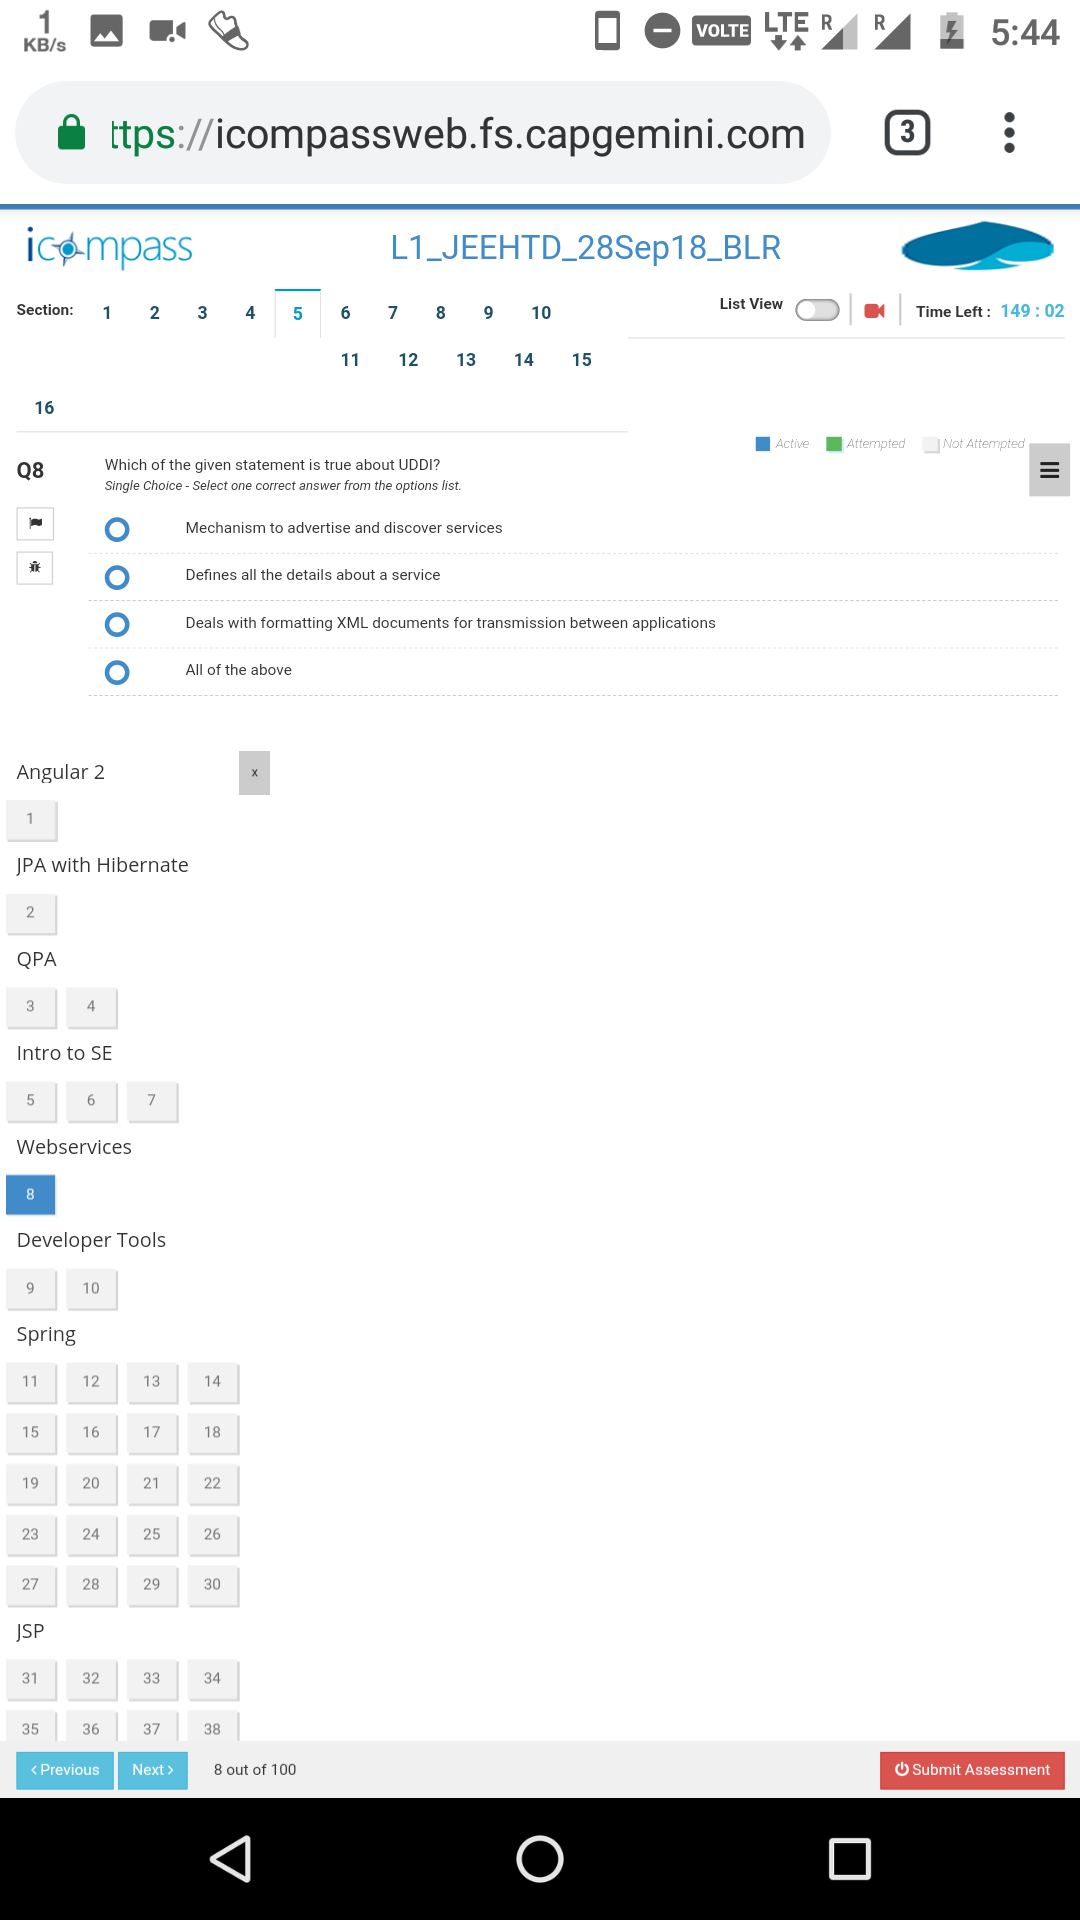 1
KB/s
VOLTE
LTE
R
R
5:44
ttps://icompassweb.fs.capgemini.com
3
icompass
L1_JEEHTD_28Sep18_BLR
Section: 1 2 3 4 5 6 7 8 9 10
List View
Time Left : 149 : 02
11 12 13 14 15
16
Active Attempted Not Attempted
Q8
Which of the given statement is true about UDDI?
Single Choice - Select one correct answer from the options list.
Mechanism to advertise and discover services
Defines all the details about a service
Deals with formatting XML documents for transmission between applications
All of the above
Angular 2
x
1
JPA with Hibernate
2
QPA
3 4
Intro to SE
5 6 7
Webservices
8
Developer Tools
9 10
Spring
11 12 13 14
15 16 17 18
19 20 21 22
23 24 25 26
27 28 29 30
JSP
31 32 33 34
35 36 37 38
‹ Previous
Next ›
8 out of 100
Submit Assessment